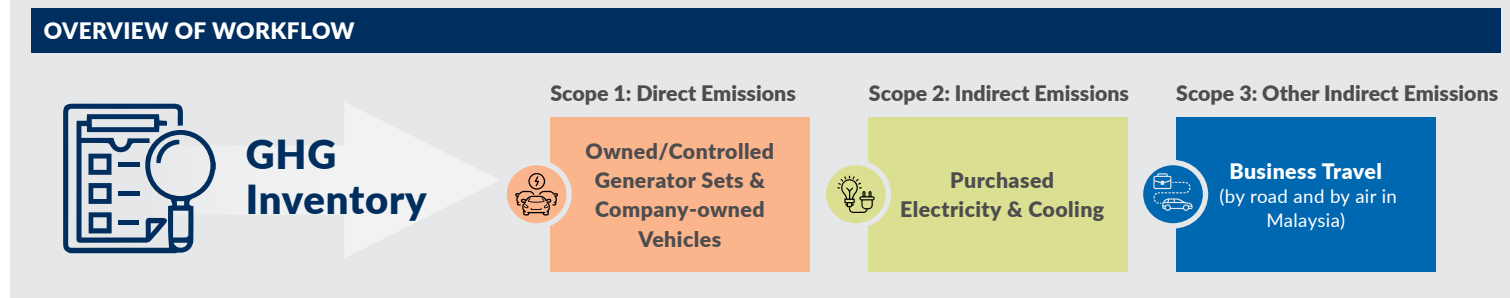 OVERVIEW OF WORKFLOW
GHG
Inventory
Scope 1: Direct Emissions
Owned/Controlled
Generator Sets &
Company-owned
Vehicles
Scope 2: Indirect Emissions
Purchased
Electricity & Cooling
Scope 3: Other Indirect Emissions
Business Travel
(by road and by air in
Malaysia)